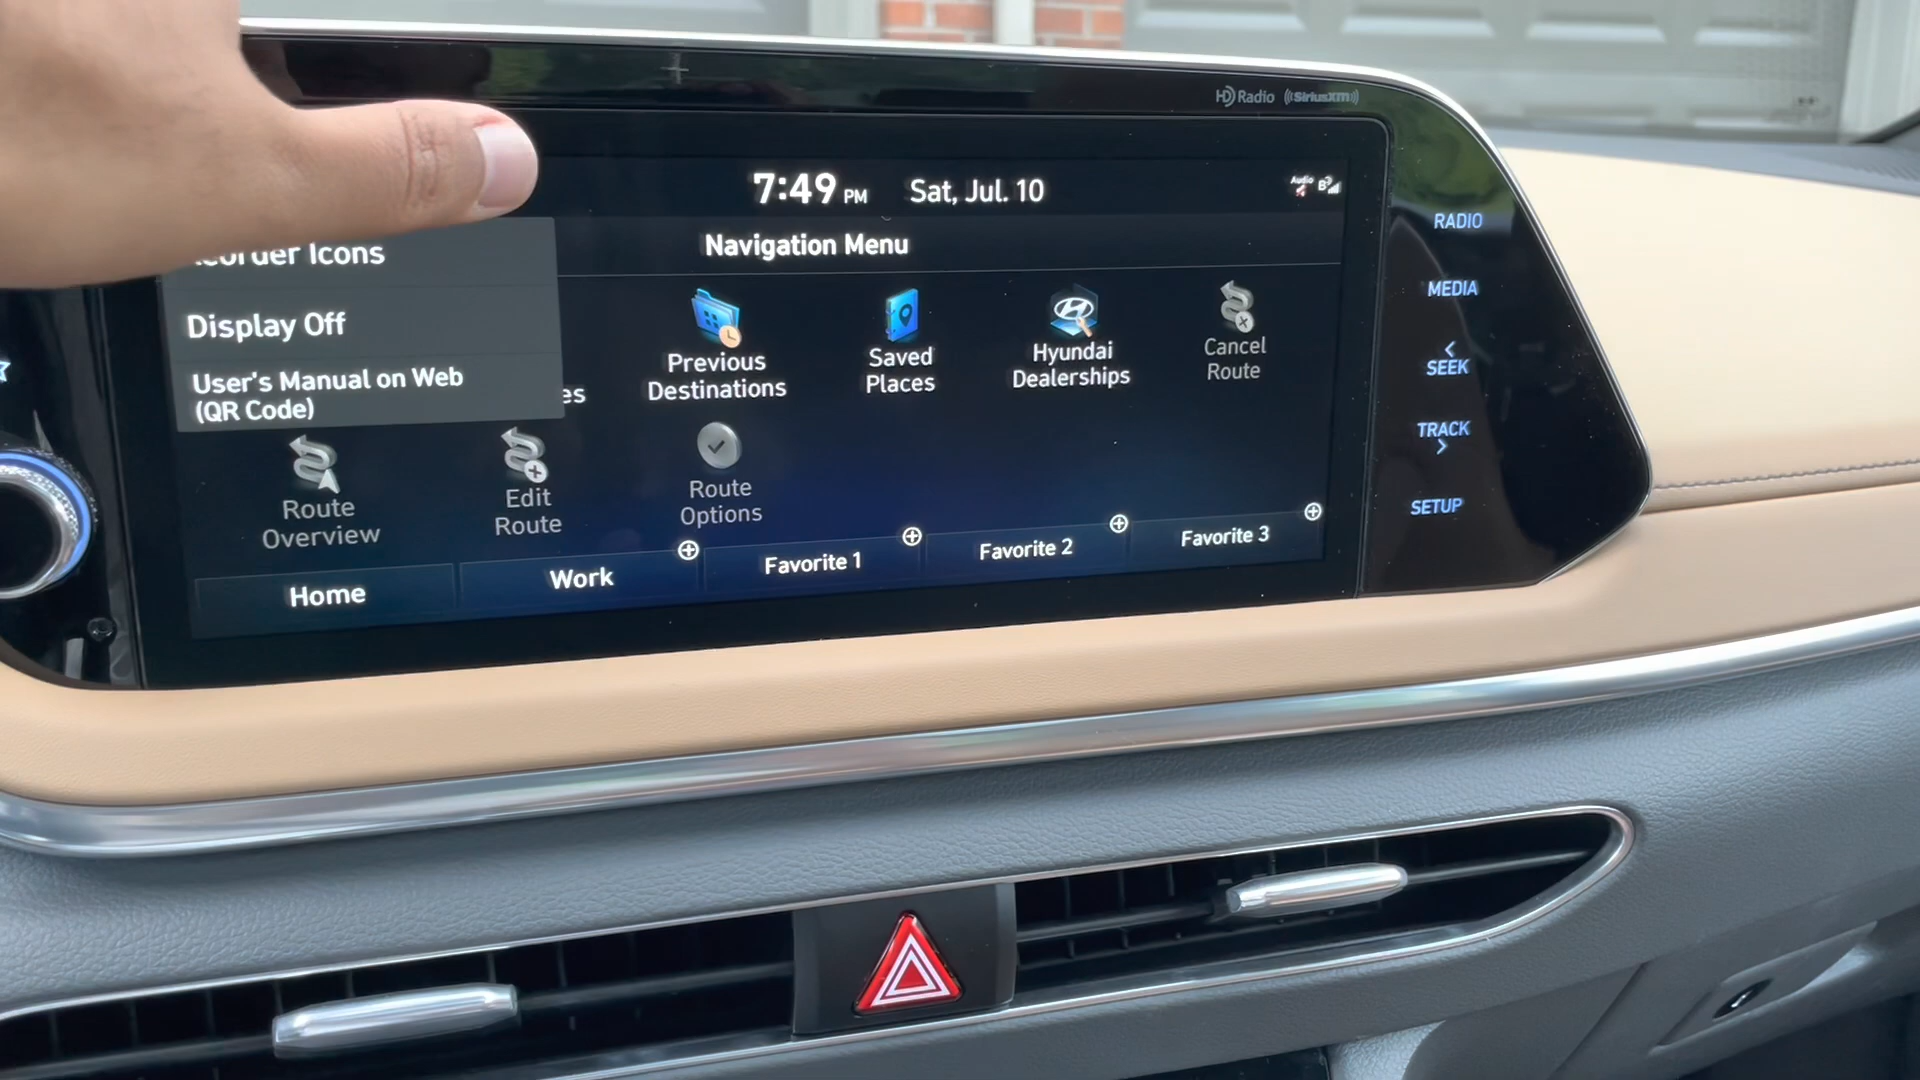 HD Radio
SiriusXM
7:49 PM
Sat, Jul. 10
Audio
Navigation Menu
Icons
Display Off
User's Manual on Web
(QR Code)
Previous
Destinations
Saved
Places
Hyundai
Dealerships
Cancel
Route
Route
Overview
Edit
Route
Route
Options
Home
Work
Favorite 1
Favorite 2
Favorite 3
RADIO
MEDIA
SEEK
TRACK
SETUP